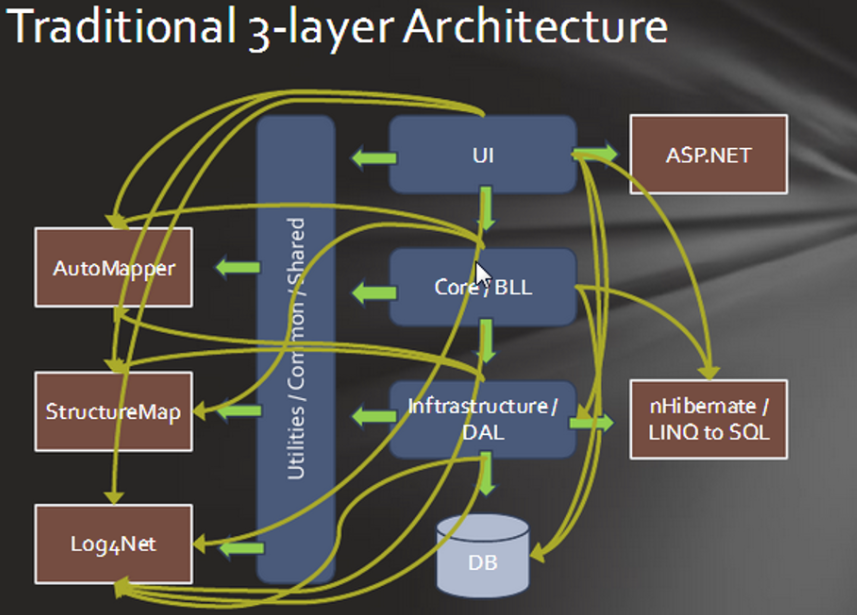 Traditional 3-layer Architecture
UI
ASP.NET
AutoMapper
Utilities / Common / Shared
Core / BLL
StructureMap
Inftrastructure /
DAL
nHibernate /
LINQ to SQL
Log4Net
DB